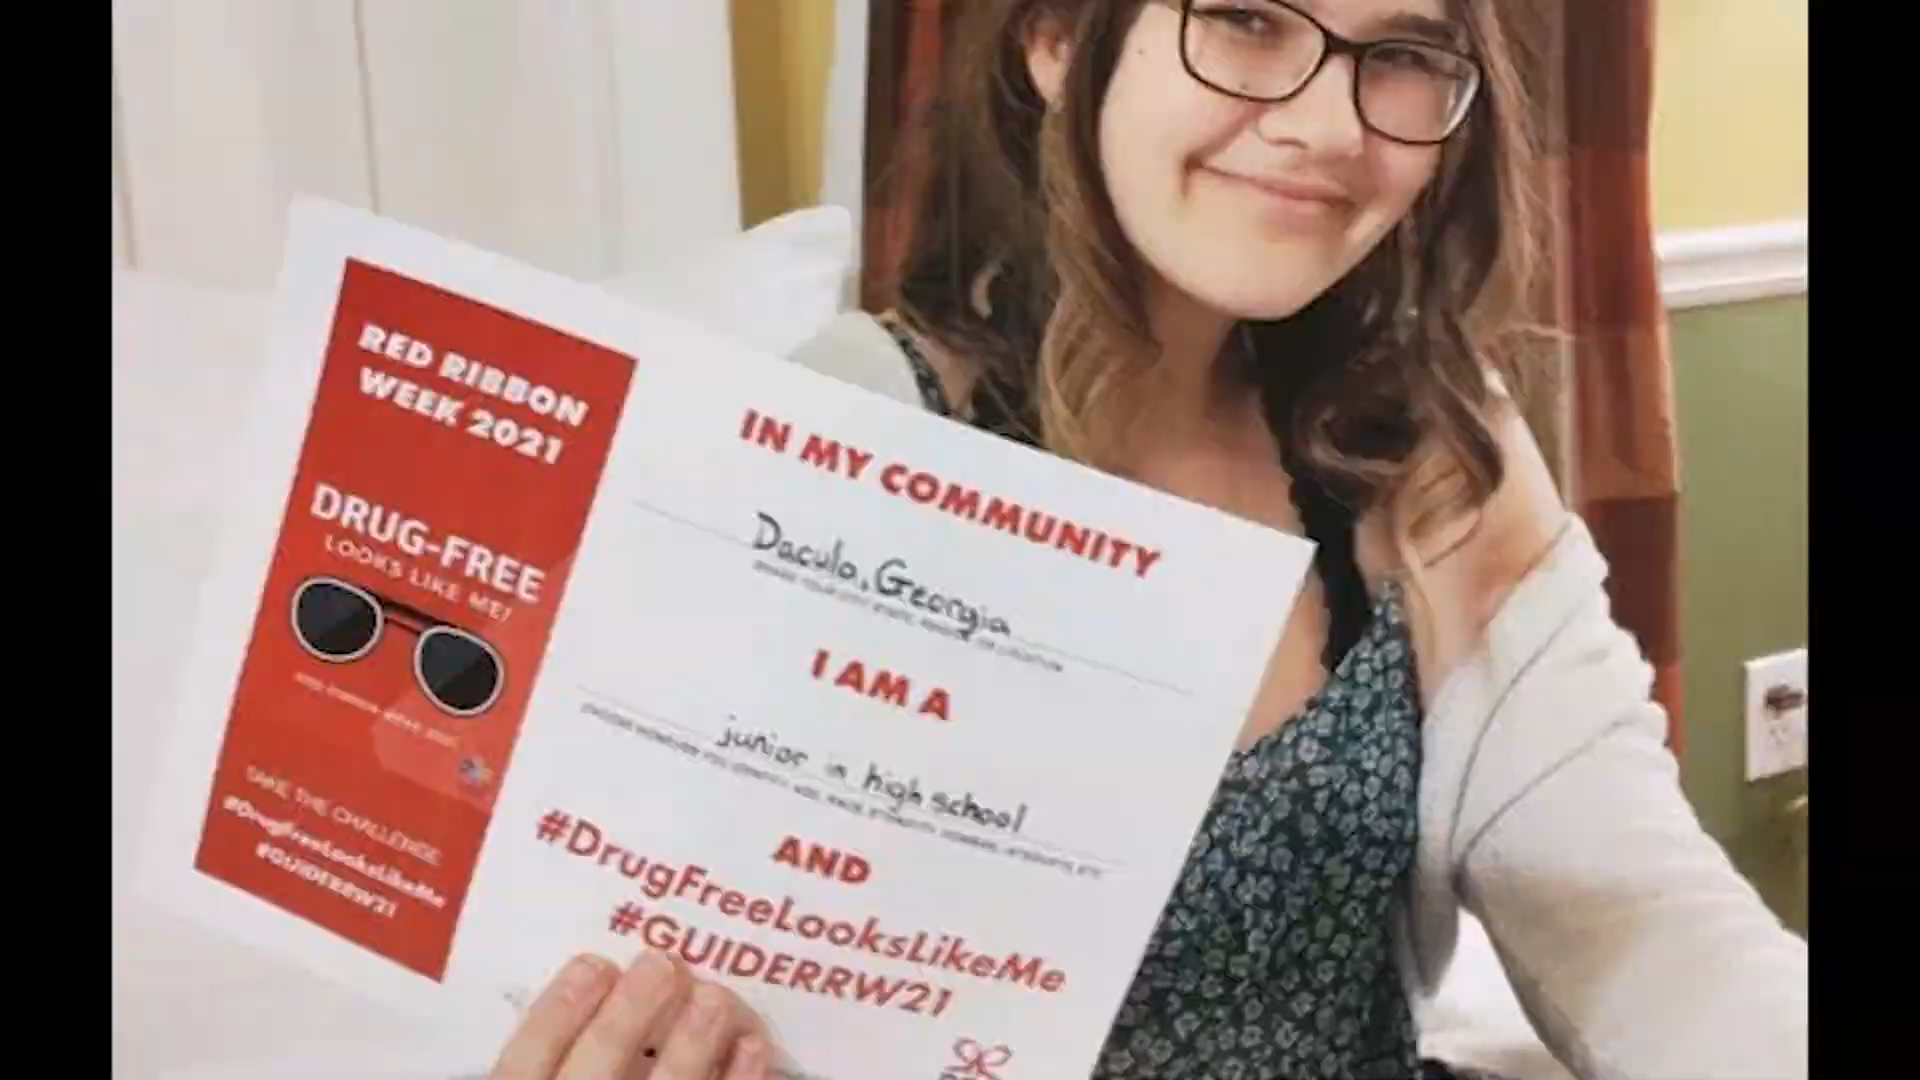 RED RIBBON
WEEK 2021
DRUG-FREE
LOOKS LIKE ME!
TAKE THE CHALLENGE
#DrugFreeLooksLikeMe
#GUIDERRW21
IN MY COMMUNITY
Dacula, Georgia
I AM A
junior in high school
AND
#DrugFreeLooksLikeMe
#GUIDERRW21